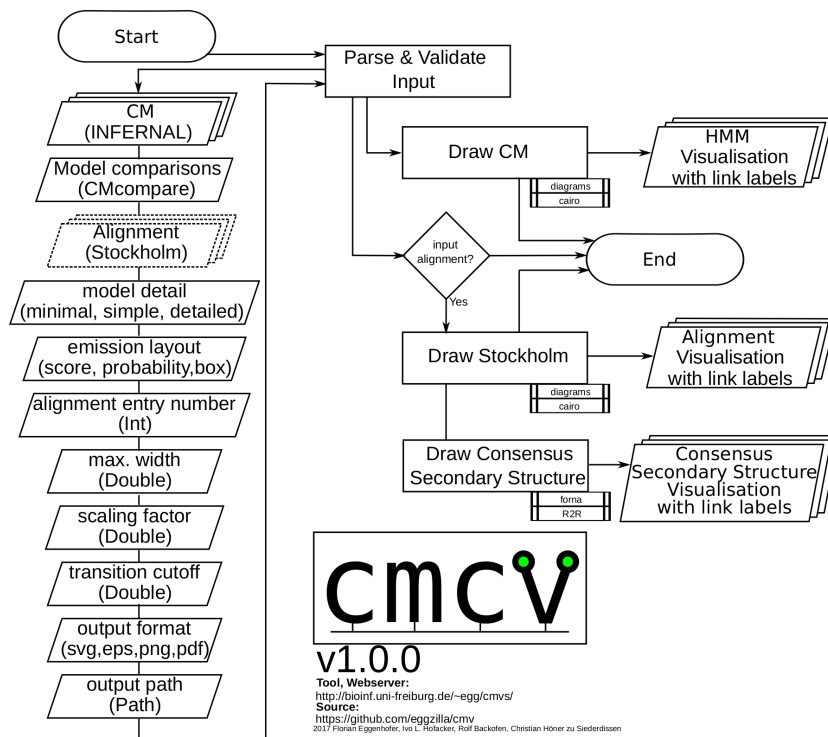 Start
Parse & Validate
Input
CM
(INFERNAL)
Model comparisons
(CMcompare)
Alignment
(Stockholm)
model detail
(minimal, simple, detailed)
emission layout
(score, probability,box)
alignment entry number
(Int)
max. width
(Double)
scaling factor
(Double)
transition cutoff
(Double)
output format
(svg,eps,png,pdf)
output path
(Path)
Draw CM
diagrams
cairo
HMM
Visualisation
with link labels
input
alignment?
Yes
End
Draw Stockholm
diagrams
cairo
Alignment
Visualisation
with link labels
Draw Consensus
Secondary Structure
forna
R2R
Consensus
Secondary Structure
Visualisation
with link labels
cmcv
v1.0.0
Tool, Webserver:
http://bioinf.uni-freiburg.de/~egg/cmvs/
Source:
https://github.com/eggzilla/cmv
2017 Florian Eggenhofer, Ivo L. Hofacker, Rolf Backofen, Christian Höner zu Siederdissen